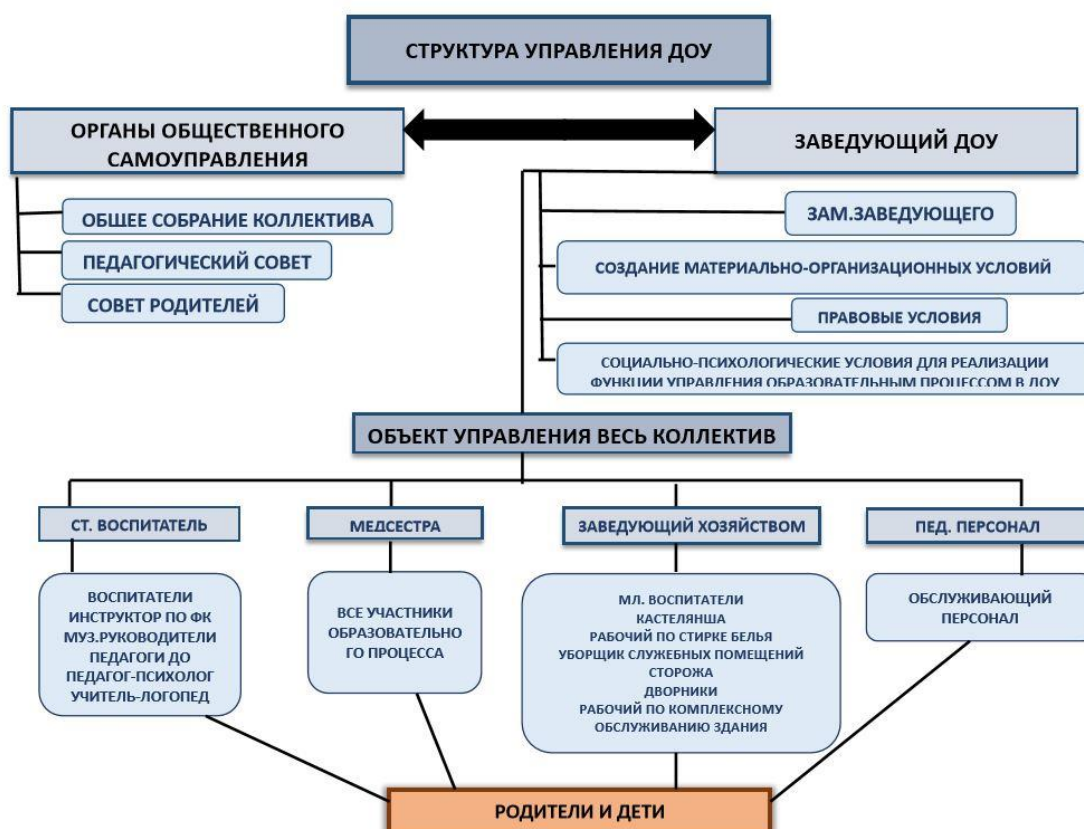 СТРУКТУРА УПРАВЛЕНИЯ ДОУ
ОРГАНЫ ОБЩЕСТВЕННОГО
САМОУПРАВЛЕНИЯ
ЗАВЕДУЮЩИЙ ДОУ
ОБЩЕЕ СОБРАНИЕ КОЛЛЕКТИВА
ПЕДАГОГИЧЕСКИЙ СОВЕТ
СОВЕТ РОДИТЕЛЕЙ
ЗАМ.ЗАВЕДУЮЩЕГО
СОЗДАНИЕ МАТЕРИАЛЬНО-ОРГАНИЗАЦИОННЫХ УСЛОВИЙ
ПРАВОВЫЕ УСЛОВИЯ
СОЦИАЛЬНО-ПСИХОЛОГИЧЕСКИЕ УСЛОВИЯ ДЛЯ РЕАЛИЗАЦИИ
ФУНКЦИИ УПРАВЛЕНИЯ ОБРАЗОВАТЕЛЬНЫМ ПРОЦЕССОМ В ДОУ
ОБЪЕКТ УПРАВЛЕНИЯ ВЕСЬ КОЛЛЕКТИВ
СТ. ВОСПИТАТЕЛЬ
МЕДСЕСТРА
ЗАВЕДУЮЩИЙ ХОЗЯЙСТВОМ
ПЕД. ПЕРСОНАЛ
ВОСПИТАТЕЛИ
ИНСТРУКТОР ПО ФК
МУЗ.РУКОВОДИТЕЛИ
ПЕДАГОГИ ДО
ПЕДАГОГ-ПСИХОЛОГ
УЧИТЕЛЬ-ЛОГОПЕД
ВСЕ УЧАСТНИКИ
ОБРАЗОВАТЕЛЬНО
ГО ПРОЦЕССА
МЛ. ВОСПИТАТЕЛИ
КАСТЕЛЯНША
РАБОЧИЙ ПО СТИРКЕ БЕЛЬЯ
УБОРЩИК СЛУЖЕБНЫХ ПОМЕЩЕНИЙ
СТОРОЖА
ДВОРНИКИ
РАБОЧИЙ ПО КОМПЛЕКСНОМУ
ОБСЛУЖИВАНИЮ ЗДАНИЯ
ОБСЛУЖИВАЮЩИЙ
ПЕРСОНАЛ
РОДИТЕЛИ И ДЕТИ